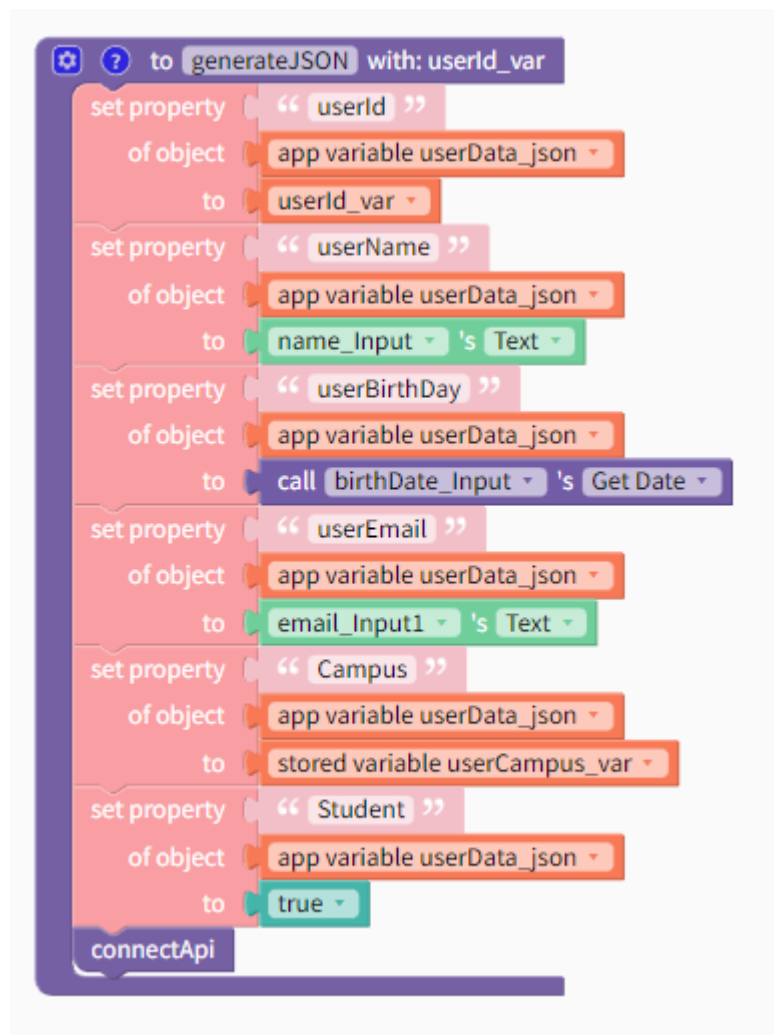 ? to generateJSON with: userId_var
set property “ userId ”
of object app variable userData_json
to userId_var
set property “ userName ”
of object app variable userData_json
to name_Input 's Text
set property “ userBirthDay ”
of object app variable userData_json
to call birthDate_Input 's Get Date
set property “ userEmail ”
of object app variable userData_json
to email_Input1 's Text
set property “ Campus ”
of object app variable userData_json
to stored variable userCampus_var
set property “ Student ”
of object app variable userData_json
to true
connectApi